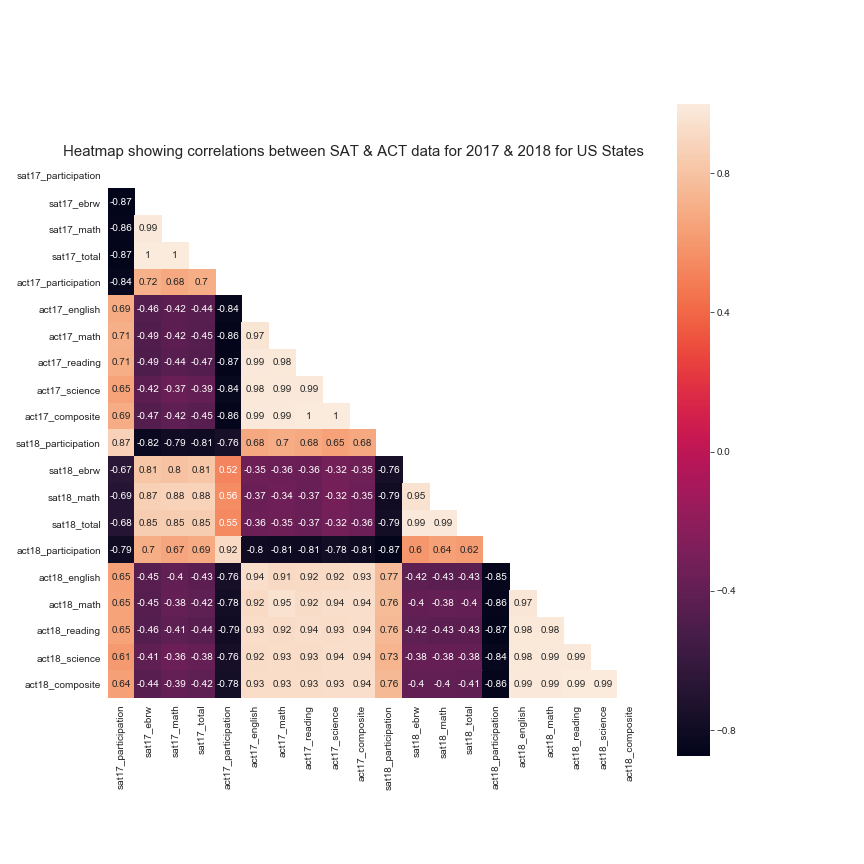 Heatmap showing correlations between SAT & ACT data for 2017 & 2018 for US States
sat17_participation
sat17_ebrw -0.87
sat17_math -0.86 0.99
sat17_total -0.87 1 1
act17_participation -0.84 0.72 0.68 0.7
act17_english 0.69 -0.46 -0.42 -0.44 -0.84
act17_math 0.71 -0.49 -0.42 -0.45 -0.86 0.97
act17_reading 0.71 -0.49 -0.44 -0.47 -0.87 0.99 0.98
act17_science 0.65 -0.42 -0.37 -0.39 -0.84 0.98 0.99 0.99
act17_composite 0.69 -0.47 -0.42 -0.45 -0.86 0.99 0.99 1 1
sat18_participation 0.87 -0.82 -0.79 -0.81 -0.76 0.68 0.7 0.68 0.65 0.68
sat18_ebrw -0.67 0.81 0.8 0.81 0.52 -0.35 -0.36 -0.36 -0.32 -0.35 -0.76
sat18_math -0.69 0.87 0.88 0.88 0.56 -0.37 -0.34 -0.37 -0.32 -0.35 -0.79 0.95
sat18_total -0.68 0.85 0.85 0.85 0.55 -0.36 -0.35 -0.37 -0.32 -0.36 -0.79 0.99 0.99
act18_participation -0.79 0.7 0.67 0.69 0.92 -0.8 -0.81 -0.81 -0.78 -0.81 -0.87 0.6 0.64 0.62
act18_english 0.65 -0.45 -0.4 -0.43 -0.76 0.94 0.91 0.92 0.92 0.93 0.77 -0.42 -0.43 -0.43 -0.85
act18_math 0.65 -0.45 -0.38 -0.42 -0.78 0.92 0.95 0.92 0.94 0.94 0.76 -0.4 -0.38 -0.4 -0.86 0.97
act18_reading 0.65 -0.46 -0.41 -0.44 -0.79 0.93 0.92 0.94 0.93 0.94 0.76 -0.42 -0.43 -0.43 -0.87 0.98 0.98
act18_science 0.61 -0.41 -0.36 -0.38 -0.76 0.92 0.93 0.93 0.94 0.94 0.73 -0.38 -0.38 -0.38 -0.84 0.98 0.99 0.99
act18_composite 0.64 -0.44 -0.39 -0.42 -0.78 0.93 0.93 0.93 0.93 0.94 0.76 -0.4 -0.4 -0.41 -0.86 0.99 0.99 0.99 0.99
sat17_participation
sat17_ebrw
sat17_math
sat17_total
act17_participation
act17_english
act17_math
act17_reading
act17_science
act17_composite
sat18_participation
sat18_ebrw
sat18_math
sat18_total
act18_participation
act18_english
act18_math
act18_reading
act18_science
act18_composite
0.8
0.4
0.0
−0.4
−0.8